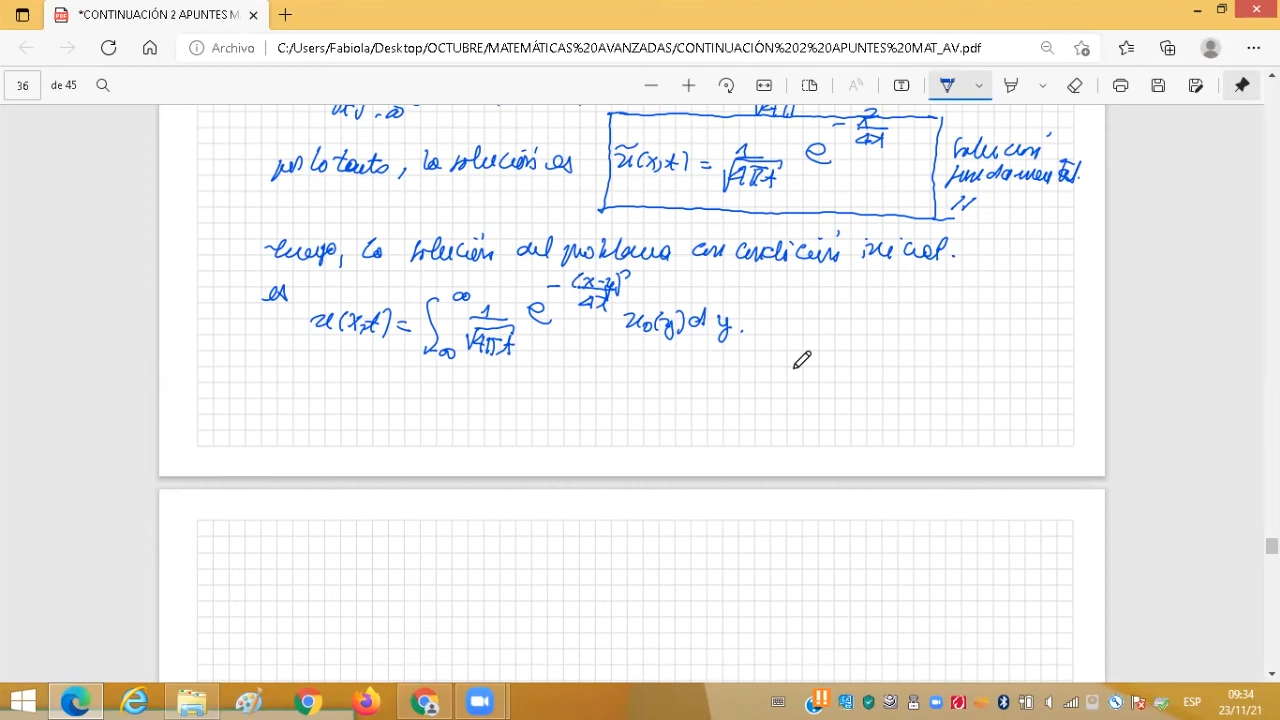 *CONTINUACIÓN 2 APUNTES M
Archivo C:/Users/Fabiola/Desktop/OCTUBRE/MATEMÁTICAS%20AVANZADAS/CONTINUACIÓN%202%20APUNTES%20MAT_AV.pdf
36 de 45
por lo tanto, la solución es ũ(x,t) = 1/√4πt e^(-x²/4t) solución
fundamental.
luego, la solución del problema con condición inicial.
es
u(x,t) = ∫_{-∞}^{∞} 1/√4πt e^(-(x-y)²/4t) u₀(y) dy.
ESP
09:34
23/11/21